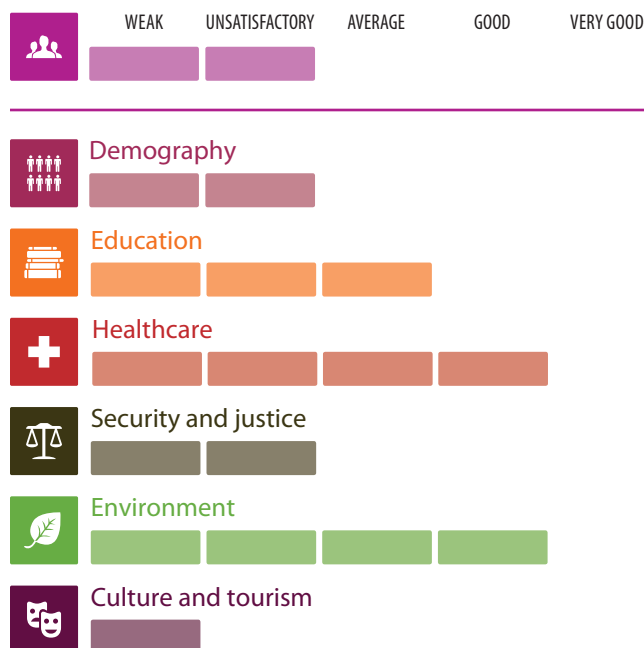 WEAK UNSATISFACTORY AVERAGE GOOD VERY GOOD
Demography
Education
Healthcare
Security and justice
Environment
Culture and tourism